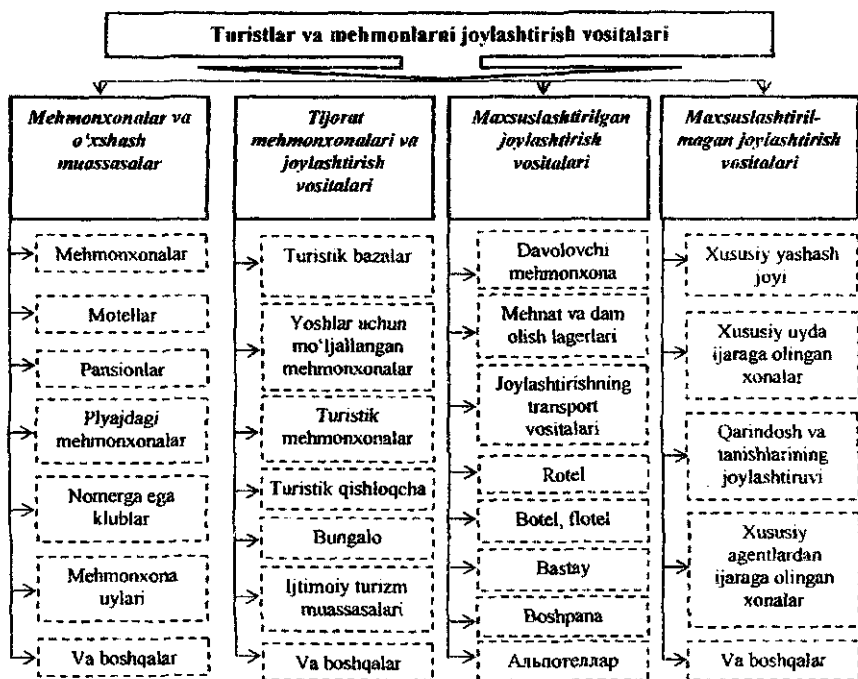 Turistlar va mehmonlarni joylashtirish vositalari
Mehmonxonalar va
o‘xshash
muassasalar
Mehmonxonalar
Motellar
Pansionlar
Plyajdagi
mehmonxonalar
Nomerga ega
klublar
Mehmonxona
uylari
Va boshqalar
Tijorat
mehmonxonalari va
joylashtirish
vositalari
Turistik bazalar
Yoshlar uchun
mo‘ljallangan
mehmonxonalar
Turistik
mehmonxonalar
Turistik qishloqcha
Bungalo
Ijtimoiy turizm
muassasalari
Va boshqalar
Maxsuslashtirilgan
joylashtirish
vositalari
Davolovchi
mehmonxona
Mehnat va dam
olish lagerlari
Joylashtirishning
transport
vositalari
Rotel
Botel, flotel
Bastay
Boshpana
Альпотеллар
Maxsuslashtiril-
magan joylashtirish
vositalari
Xususiy yashash
joyi
Xususiy uyda
ijaraga olingan
xonalar
Qarindosh va
tanishlarining
joylashtiruvi
Xususiy
agentlardan
ijaraga olingan
xonalar
Va boshqalar